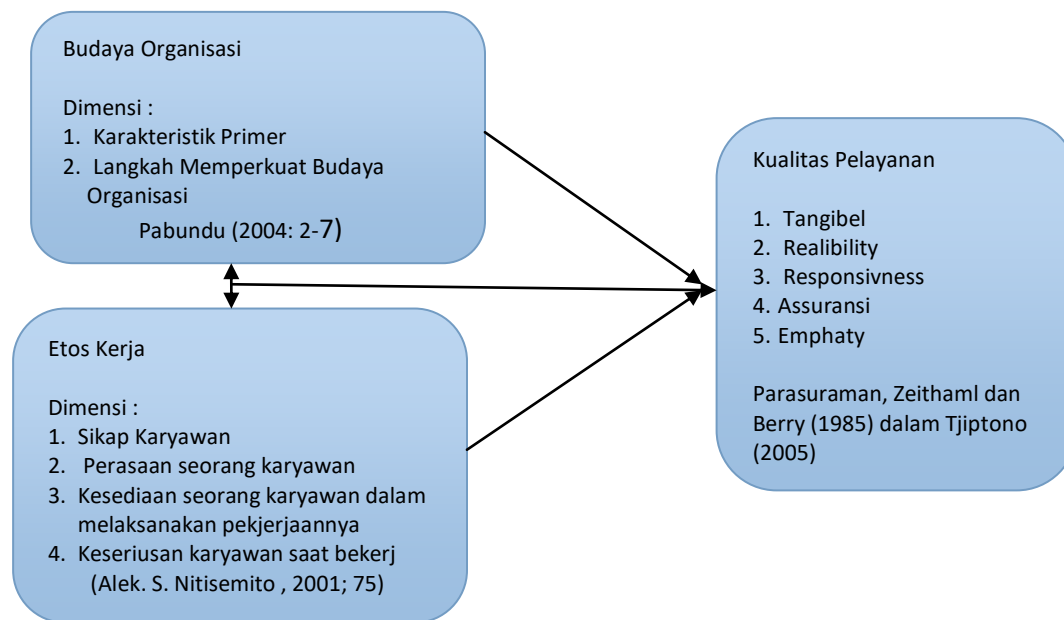 Budaya Organisasi
Dimensi :
1. Karakteristik Primer
2. Langkah Memperkuat Budaya
Organisasi
Pabundu (2004: 2-7)
Etos Kerja
Dimensi :
1. Sikap Karyawan
2. Perasaan seorang karyawan
3. Kesediaan seorang karyawan dalam
melaksanakan pekjerjaannya
4. Keseriusan karyawan saat bekerj
(Alek. S. Nitisemito , 2001; 75)
Kualitas Pelayanan
1. Tangibel
2. Realibility
3. Responsivness
4. Assuransi
5. Emphaty
Parasuraman, Zeithaml dan
Berry (1985) dalam Tjiptono
(2005)